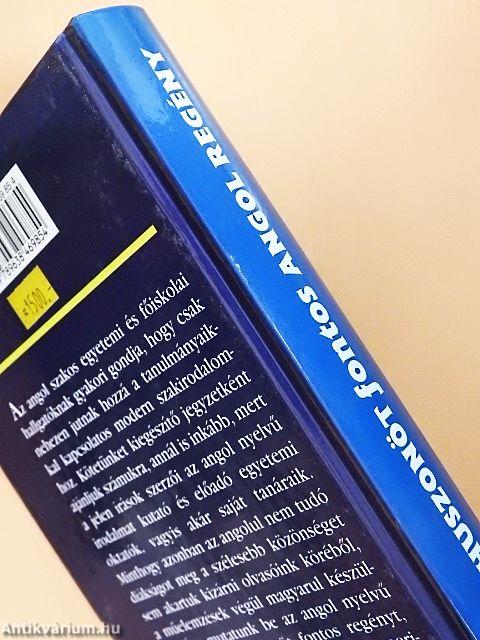 HUSZONÖT fontos ANGOL REGÉNY
1500.-
Az angol szakos egyetemi és főiskolai
hallgatóknak gyakori gondja, hogy csak
nehezen jutnak hozzá a tanulmányaik-
kal kapcsolatos modern szakirodalom-
hoz. Kötetünket kiegészítő jegyzetként
ajánljuk számukra, annál is inkább, mert
a jelen írások szerzői az angol nyelvű
irodalmat kutató és előadó egyetemi
oktatók, vagyis akár saját tanáraik.
Minthogy azonban az angolul nem tudó
diákságot meg a szélesebb közönséget
sem akartuk kizárni olvasóink köréből,
a műelemzések végül magyarul készül-
mutatunk be az angol nyelvű
fontos regényt,
Antikvárium.hu